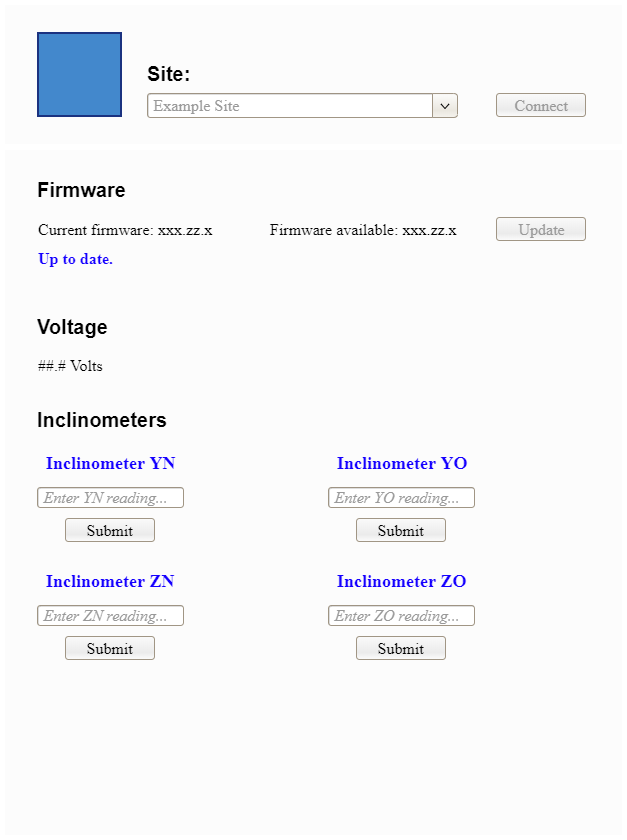 Site:
Example Site
Connect
Firmware
Current firmware: xxx.zz.x Firmware available: xxx.zz.x Update
Up to date.
Voltage
##.# Volts
Inclinometers
Inclinometer YN Inclinometer YO
Enter YN reading... Enter YO reading...
Submit Submit
Inclinometer ZN Inclinometer ZO
Enter ZN reading... Enter ZO reading...
Submit Submit